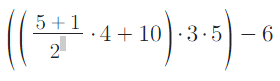 ((5+1/2 · 4 + 10) · 3 · 5) − 6